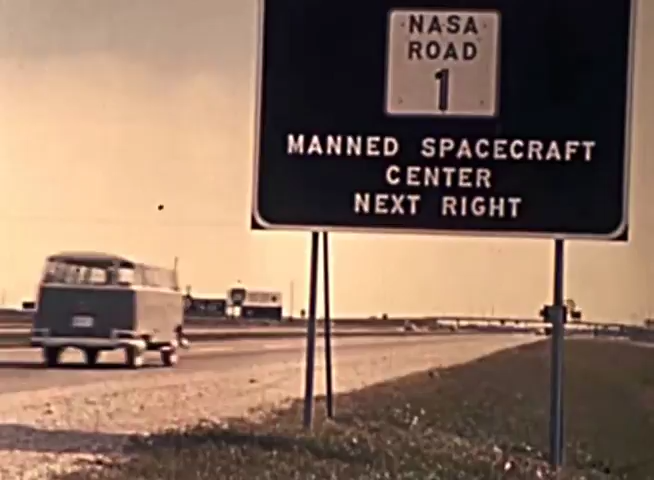 NASA
ROAD
1
MANNED SPACECRAFT
CENTER
NEXT RIGHT